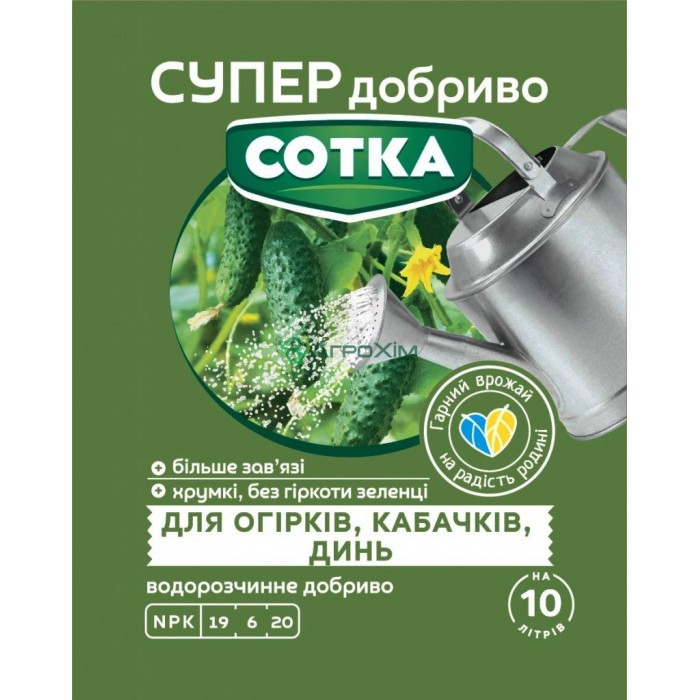 СУПЕР добриво
СОТКА
АгроХім
Гарний врожай
на радість родині
+ більше зав'язі
+ хрумкі, без гіркоти зеленці
ДЛЯ ОГІРКІВ, КАБАЧКІВ,
ДИНЬ
водорозчинне добриво
NPK 19 6 20
НА
10
ЛІТРІВ